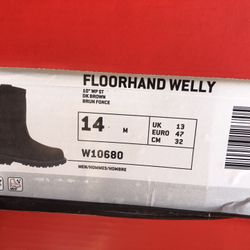 FLOORHAND WELLY
10" WP ST
DK BROWN
BRUN FONCE
14 M
UK 13
EURO 47
CM 32
W10680
MEN/HOMMES/HOMBRE